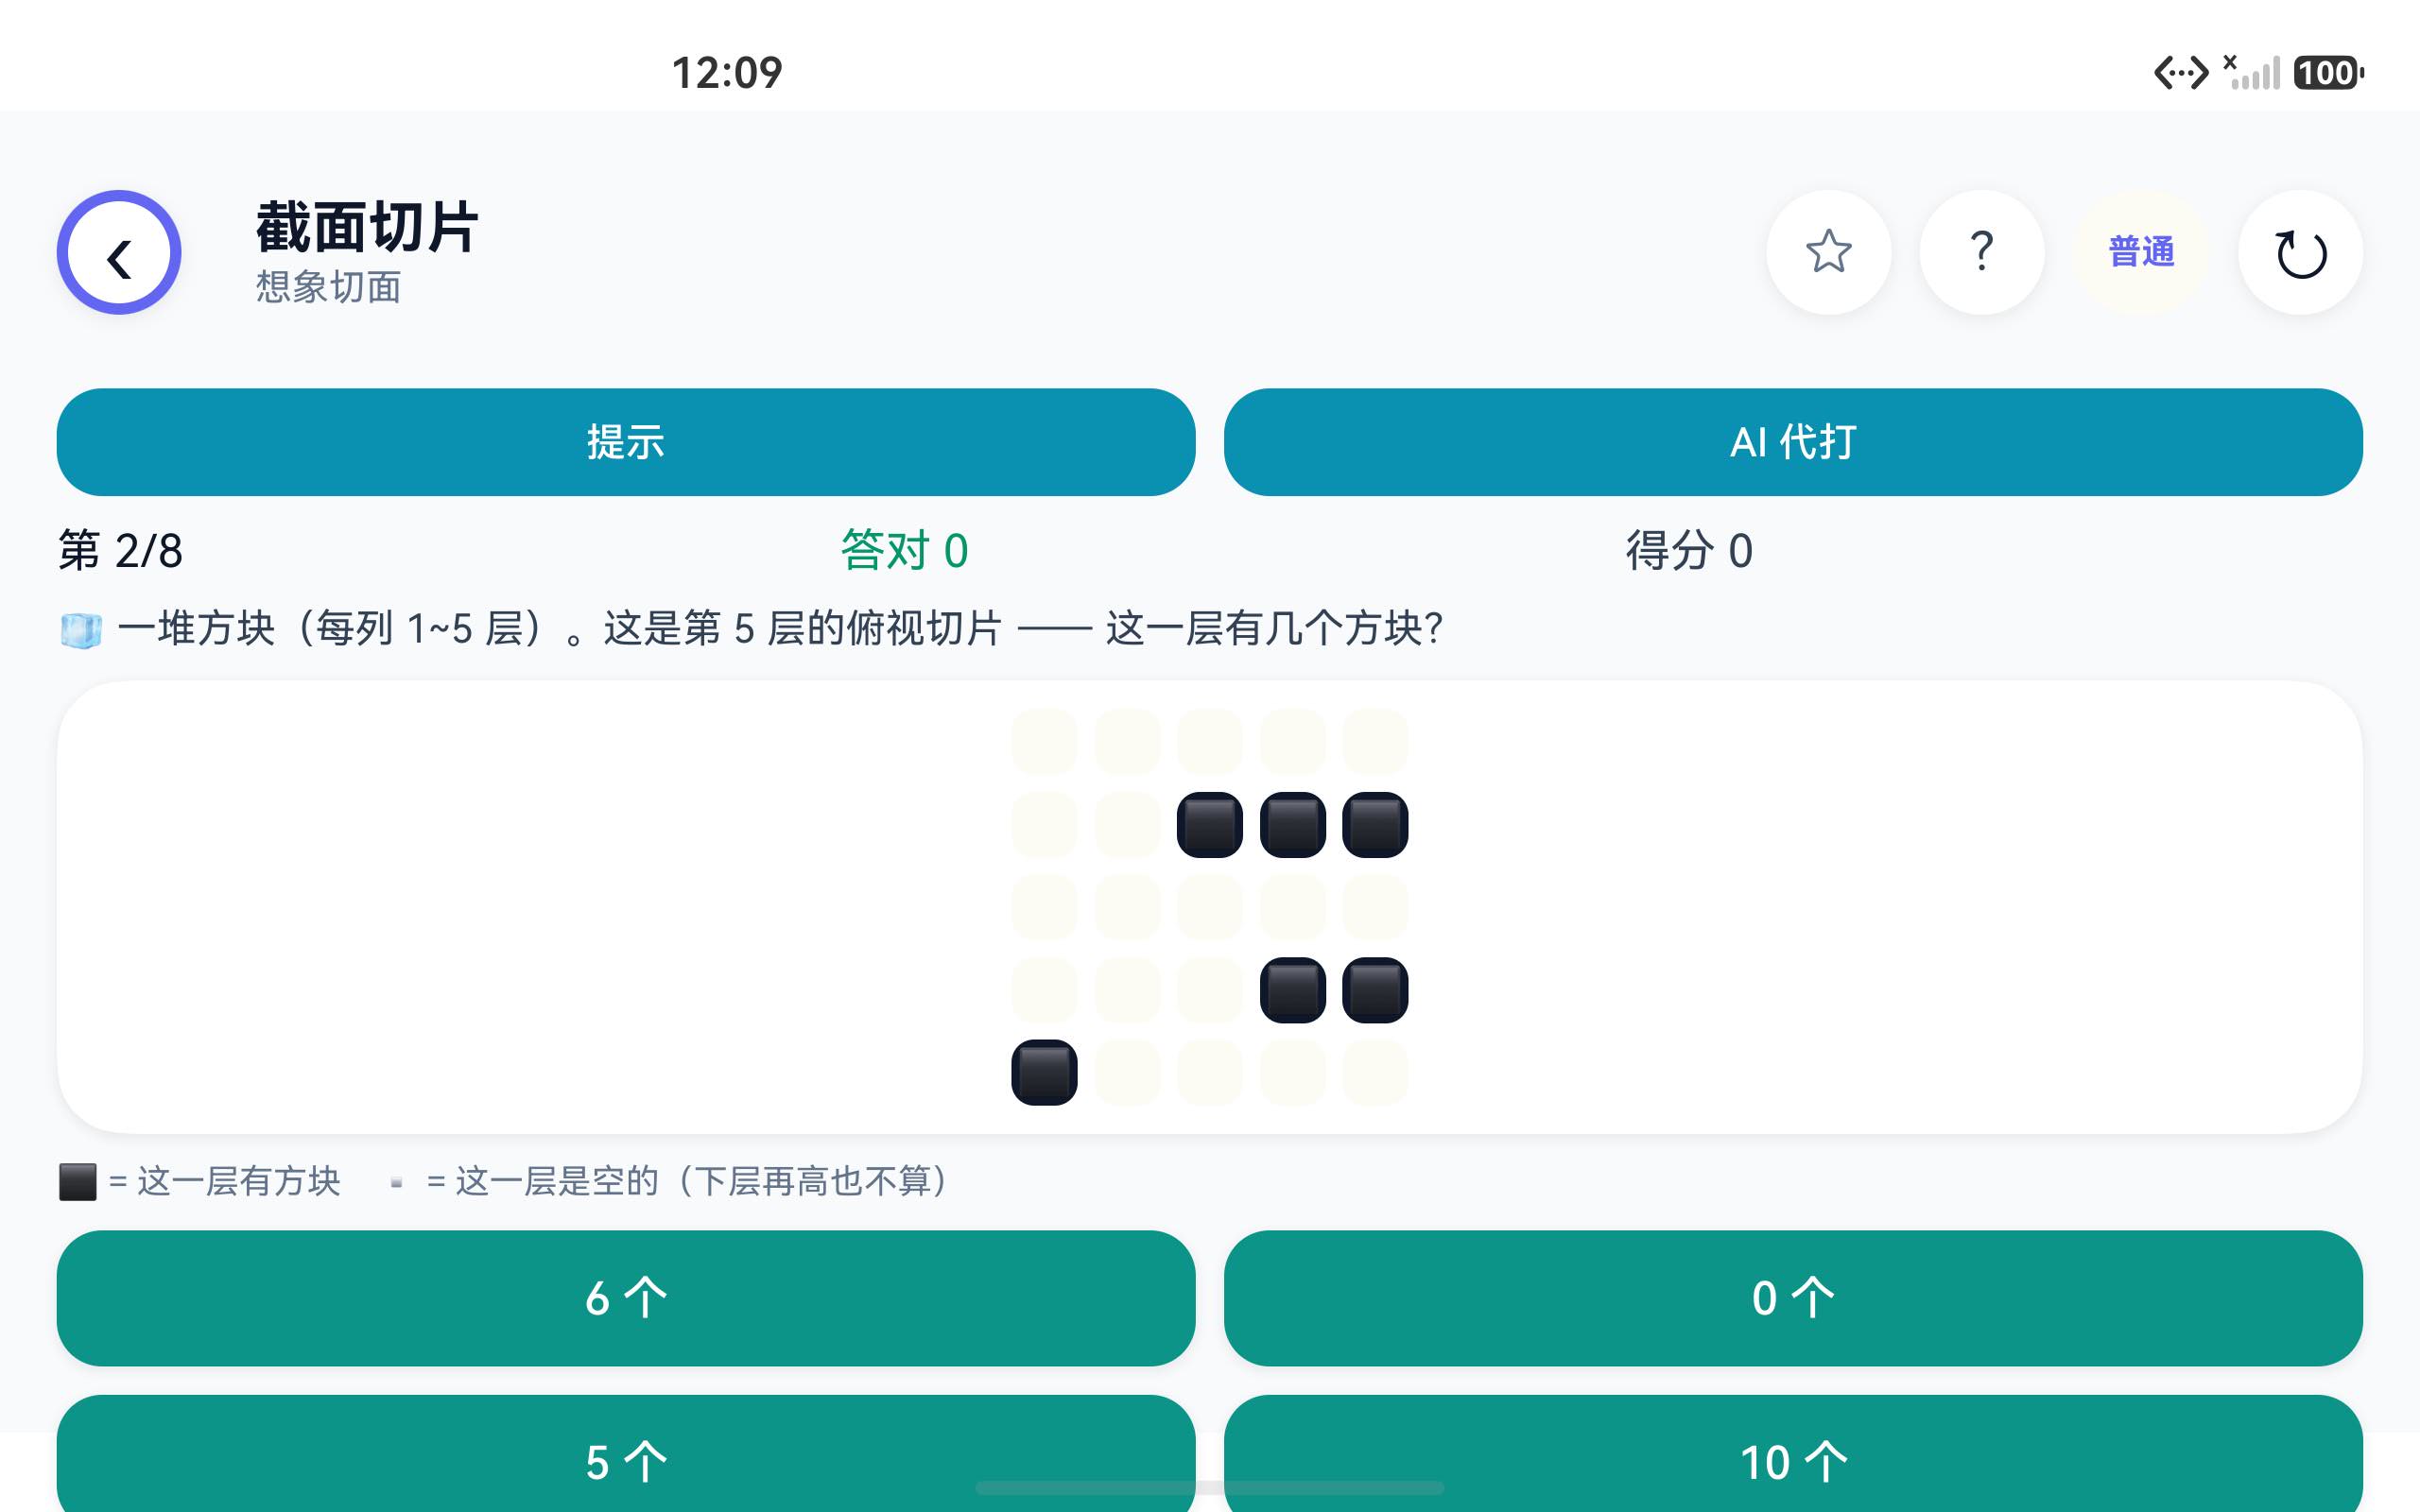 12:09
100
截面切片
想象切面
?
普通
提示
AI 代打
第 2/8
答对 0
得分 0
一堆方块（每列 1~5 层）。这是第 5 层的俯视切片 —— 这一层有几个方块？
= 这一层有方块
= 这一层是空的（下层再高也不算）
6 个
0 个
5 个
10 个